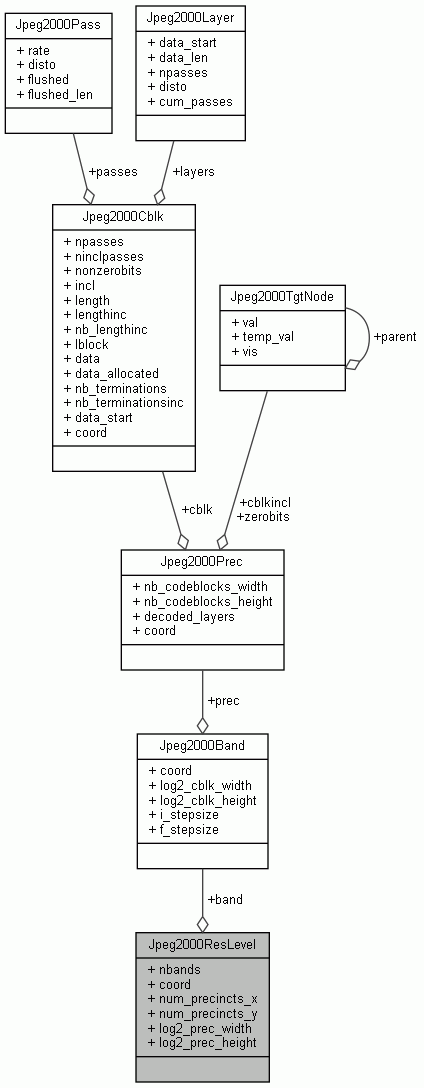 Jpeg2000Pass
+ rate
+ disto
+ flushed
+ flushed_len
Jpeg2000Layer
+ data_start
+ data_len
+ npasses
+ disto
+ cum_passes
+passes
+layers
Jpeg2000Cblk
+ npasses
+ ninclpasses
+ nonzerobits
+ incl
+ length
+ lengthinc
+ nb_lengthinc
+ lblock
+ data
+ data_allocated
+ nb_terminations
+ nb_terminationsinc
+ data_start
+ coord
Jpeg2000TgtNode
+ val
+ temp_val
+ vis
+parent
+cblk
+cblkincl
+zerobits
Jpeg2000Prec
+ nb_codeblocks_width
+ nb_codeblocks_height
+ decoded_layers
+ coord
+prec
Jpeg2000Band
+ coord
+ log2_cblk_width
+ log2_cblk_height
+ i_stepsize
+ f_stepsize
+band
Jpeg2000ResLevel
+ nbands
+ coord
+ num_precincts_x
+ num_precincts_y
+ log2_prec_width
+ log2_prec_height